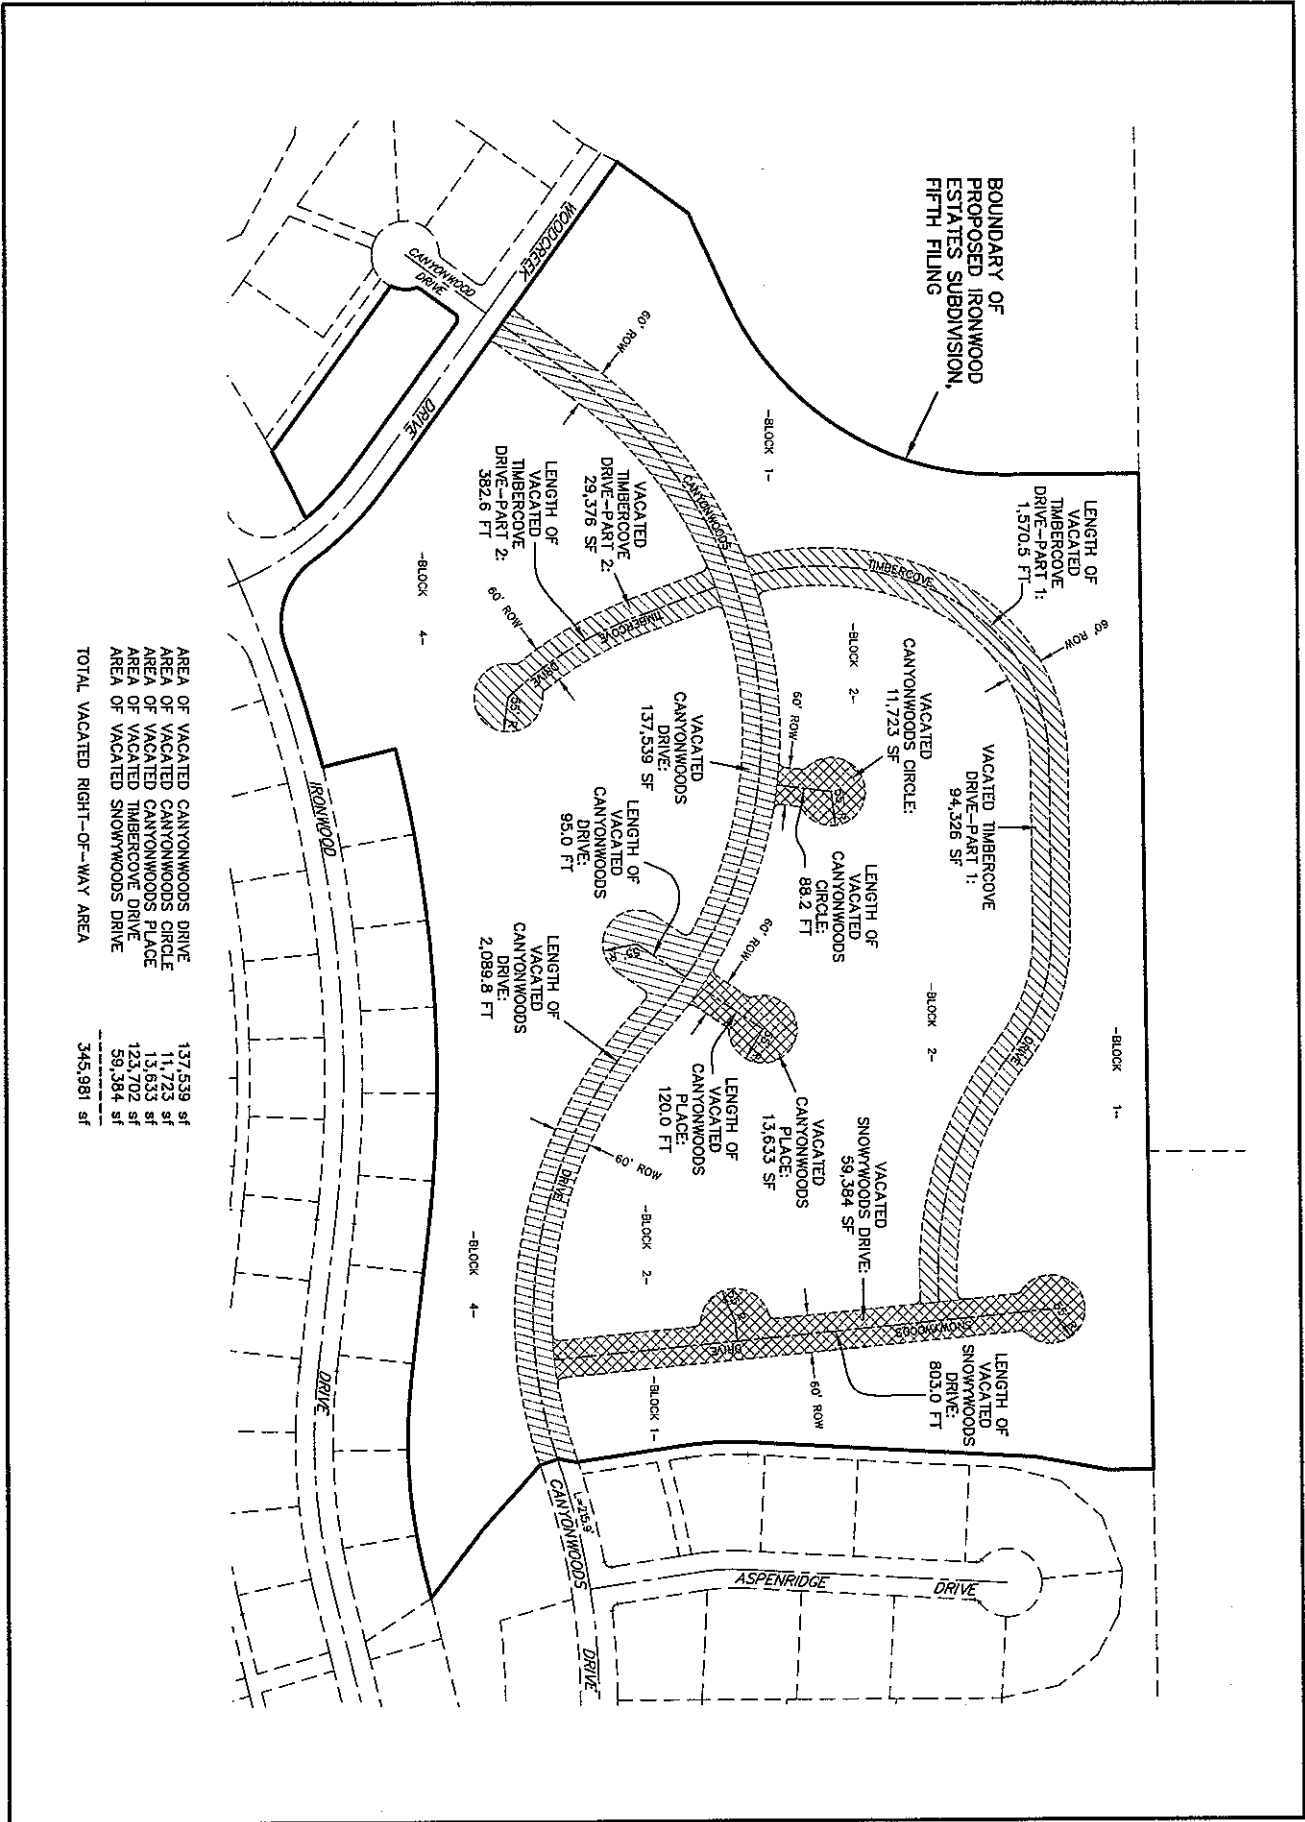 BOUNDARY OF
PROPOSED IRONWOOD
ESTATES SUBDIVISION,
FIFTH FILING
LENGTH OF
VACATED
TIMBERCOVE
DRIVE-PART 1:
1,570.5 FT
60' ROW
VACATED TIMBERCOVE
DRIVE-PART 1:
94,326 SF
-BLOCK 1-
-BLOCK 1-
TIMBERCOVE
DRIVE
VACATED
CANYONWOODS CIRCLE:
11,723 SF
-BLOCK 2-
-BLOCK 2-
60' ROW
55' R
LENGTH OF
VACATED
CANYONWOODS
CIRCLE:
88.2 FT
60' ROW
55' R
VACATED
SNOWYWOODS DRIVE:
59,384 SF
VACATED
CANYONWOODS
PLACE:
13,633 SF
LENGTH OF
VACATED
CANYONWOODS
PLACE:
120.0 FT
55' R
SNOWYWOODS
DRIVE
55' R
60' ROW
LENGTH OF
VACATED
SNOWYWOODS
DRIVE:
803.0 FT
-BLOCK 2-
-BLOCK 1-
WOODCREEK
DRIVE
CANYONWOOD
DRIVE
60' ROW
CANYONWOODS
VACATED
TIMBERCOVE
DRIVE-PART 2:
29,376 SF
LENGTH OF
VACATED
TIMBERCOVE
DRIVE-PART 2:
382.6 FT
60' ROW
TIMBERCOVE
DRIVE
55' R
-BLOCK 4-
VACATED
CANYONWOODS
DRIVE:
137,539 SF
LENGTH OF
VACATED
CANYONWOODS
DRIVE:
95.0 FT
55' R
LENGTH OF
VACATED
CANYONWOODS
DRIVE:
2,089.8 FT
60' ROW
DRIVE
-BLOCK 4-
L=215.9'
CANYONWOODS
DRIVE
ASPENRIDGE DRIVE
IRONWOOD
DRIVE
AREA OF VACATED CANYONWOODS DRIVE 137,539 sf
AREA OF VACATED CANYONWOODS CIRCLE 11,723 sf
AREA OF VACATED CANYONWOODS PLACE 13,633 sf
AREA OF VACATED TIMBERCOVE DRIVE 123,702 sf
AREA OF VACATED SNOWYWOODS DRIVE 59,384 sf
---------
TOTAL VACATED RIGHT-OF-WAY AREA 345,981 sf